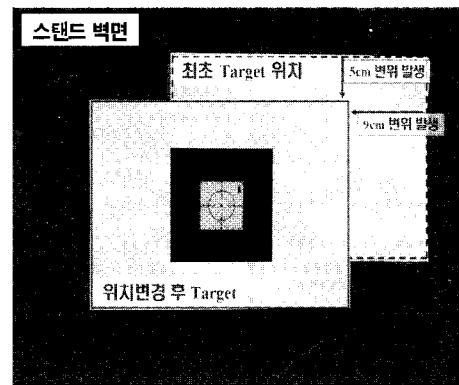 스탠드 벽면
최초 Target 위치
5cm 변위 발생
9cm 변위 발생
위치변경 후 Target